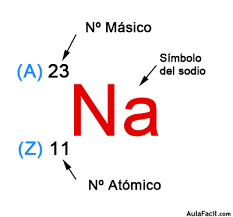 Nº Másico
Símbolo
del sodio
(A) 23
Na
(Z) 11
Nº Atómico
AulaFacil.com